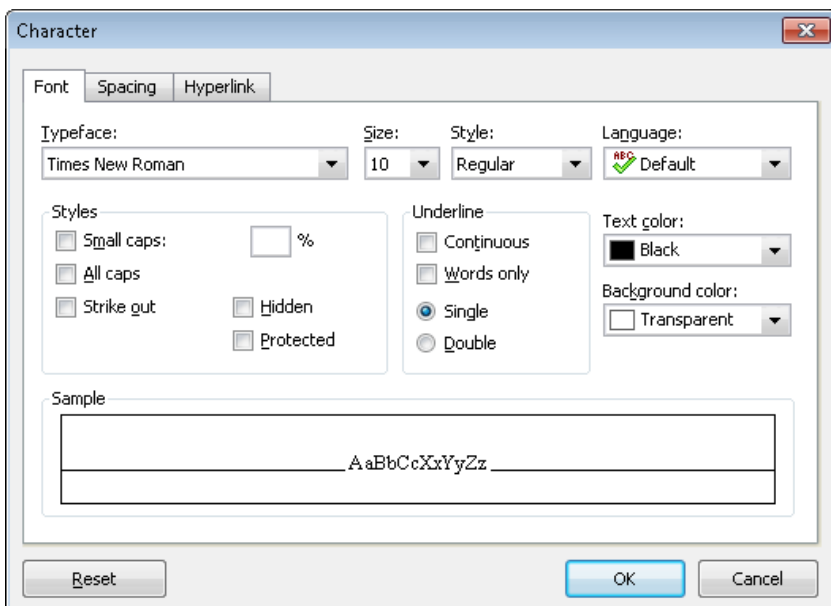 Character
Font Spacing Hyperlink
Typeface: Size: Style: Language:
Times New Roman 10 Regular ABC Default
Styles Underline
Small caps: % Continuous Text color:
Black
All caps Words only
Background color:
Strike out Hidden Single
Transparent
Protected Double
Sample
AaBbCcXxYyZz
Reset OK Cancel